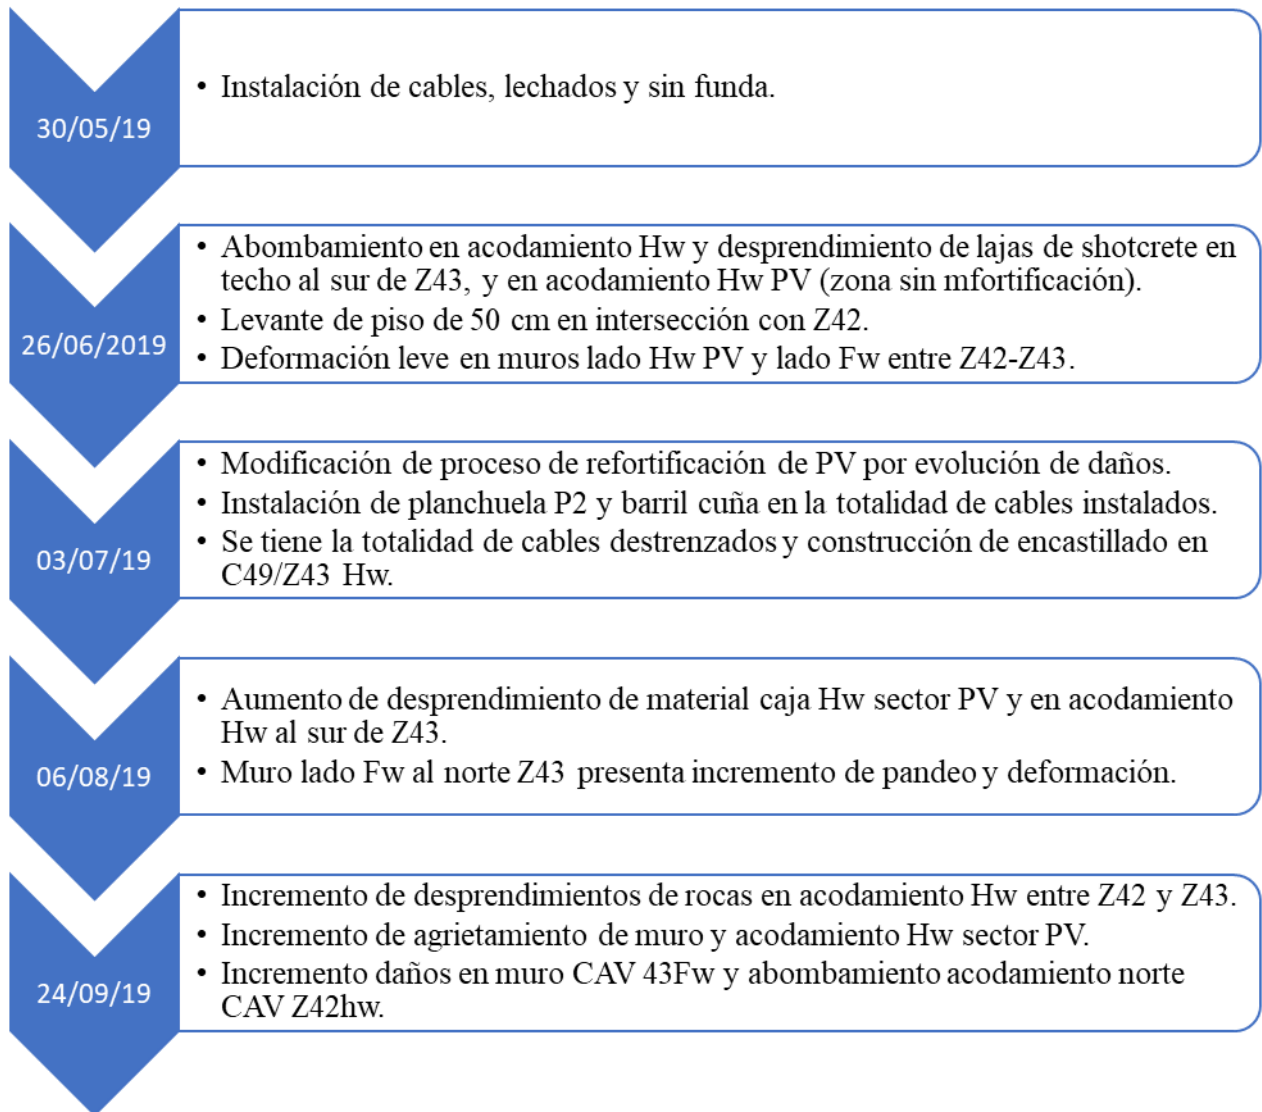 30/05/19
• Instalación de cables, lechados y sin funda.
26/06/2019
• Abombamiento en acodamiento Hw y desprendimiento de lajas de shotcrete en
techo al sur de Z43, y en acodamiento Hw PV (zona sin mfortificación).
• Levante de piso de 50 cm en intersección con Z42.
• Deformación leve en muros lado Hw PV y lado Fw entre Z42-Z43.
03/07/19
• Modificación de proceso de refortificación de PV por evolución de daños.
• Instalación de planchuela P2 y barril cuña en la totalidad de cables instalados.
• Se tiene la totalidad de cables destrenzados y construcción de encastillado en
C49/Z43 Hw.
06/08/19
• Aumento de desprendimiento de material caja Hw sector PV y en acodamiento
Hw al sur de Z43.
• Muro lado Fw al norte Z43 presenta incremento de pandeo y deformación.
24/09/19
• Incremento de desprendimientos de rocas en acodamiento Hw entre Z42 y Z43.
• Incremento de agrietamiento de muro y acodamiento Hw sector PV.
• Incremento daños en muro CAV 43Fw y abombamiento acodamiento norte
CAV Z42hw.